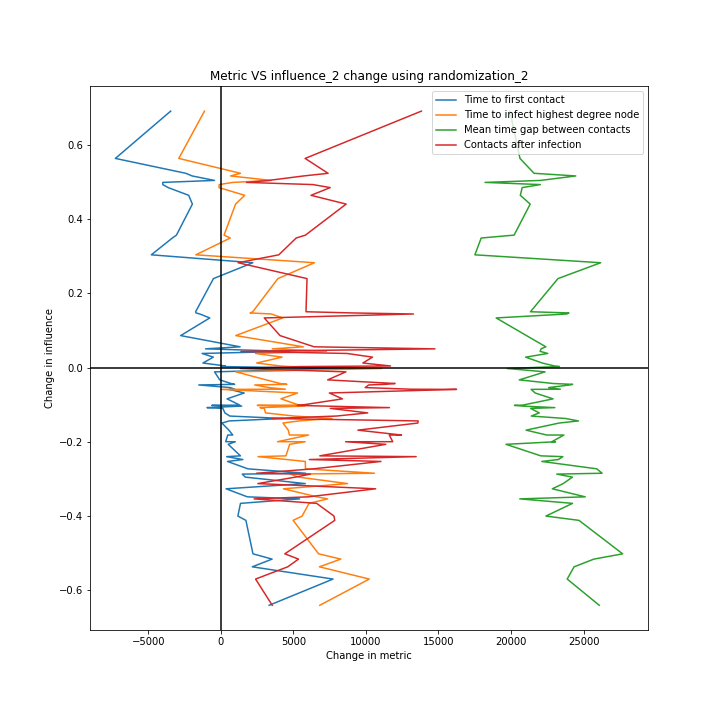 Metric VS influence_2 change using randomization_2
Time to first contact
Time to infect highest degree node
Mean time gap between contacts
Contacts after infection
Change in influence
0.6
0.4
0.2
0.0
−0.2
−0.4
−0.6
−5000 0 5000 10000 15000 20000 25000
Change in metric